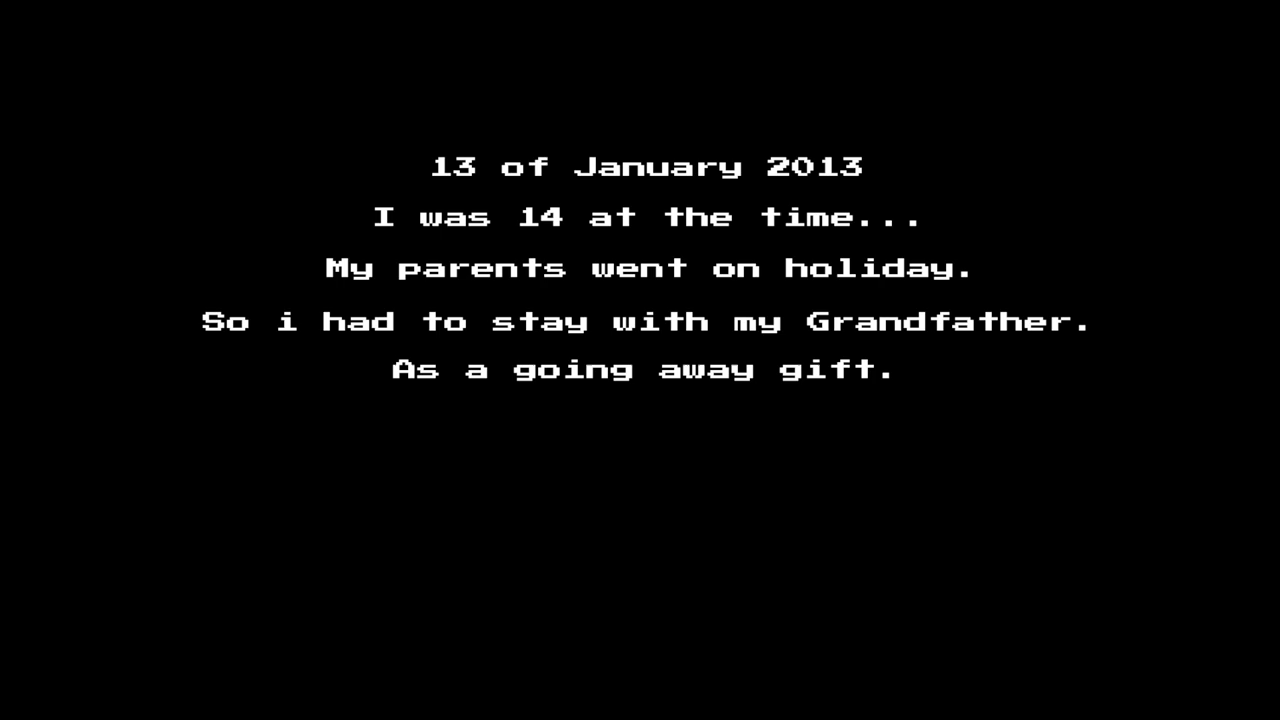 13 of January 2013
I was 14 at the time...
My parents went on holiday.
So i had to stay with my Grandfather.
As a going away gift.